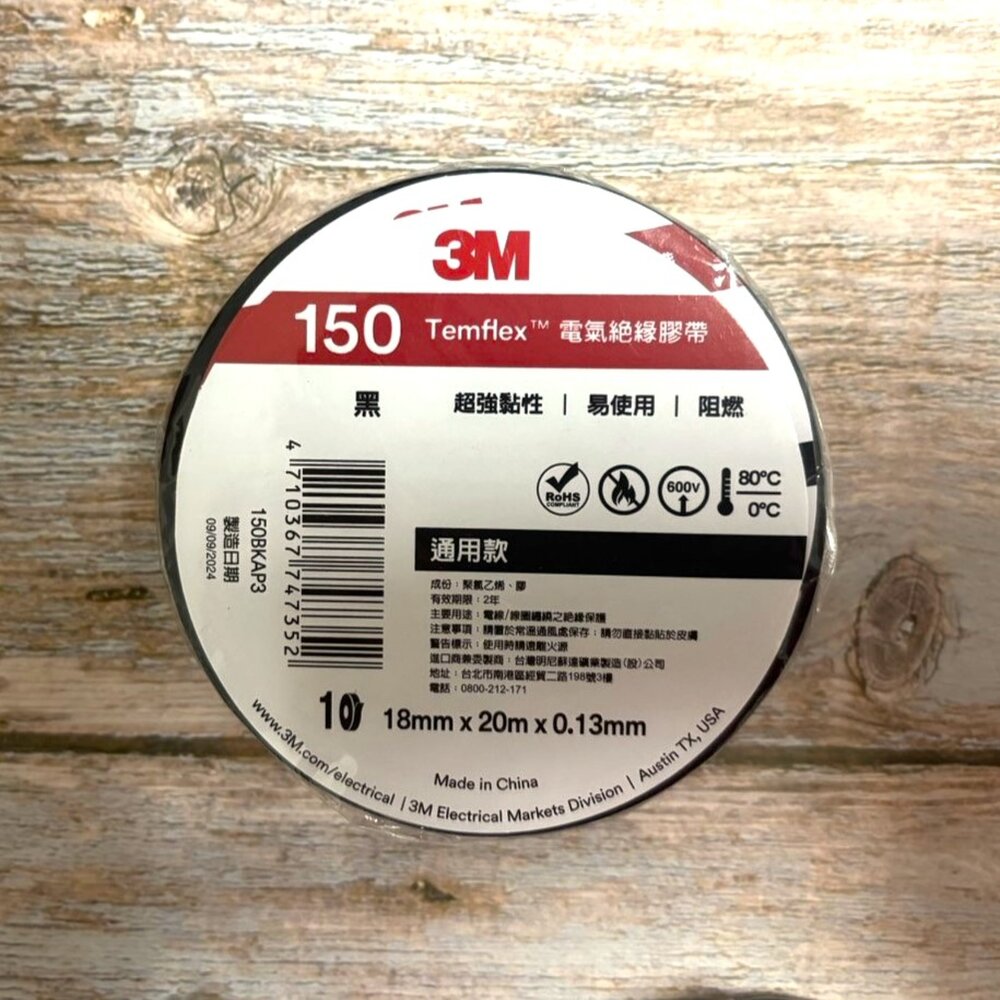 3M
150 Temflex™ 電氣絕緣膠帶
黑 超強黏性 | 易使用 | 阻燃
RoHS
COMPLIANT
600V
80°C
0°C
通用款
成份：聚氯乙烯、膠
有效期限：2年
主要用途：電線/線圈纏繞之絕緣保護
注意事項：請置於常溫通風處保存；請勿直接黏貼於皮膚
警告標示：使用時請遠離火源
進口商兼委製商：台灣明尼蘇達礦業製造(股)公司
地址：台北市南港區經貿二路198號3樓
電話：0800-212-171
4 710367 747352
150BKAP3
製造日期
09/09/2024
10 18mm x 20m x 0.13mm
Made in China
www.3M.com/electrical | 3M Electrical Markets Division | Austin TX, USA